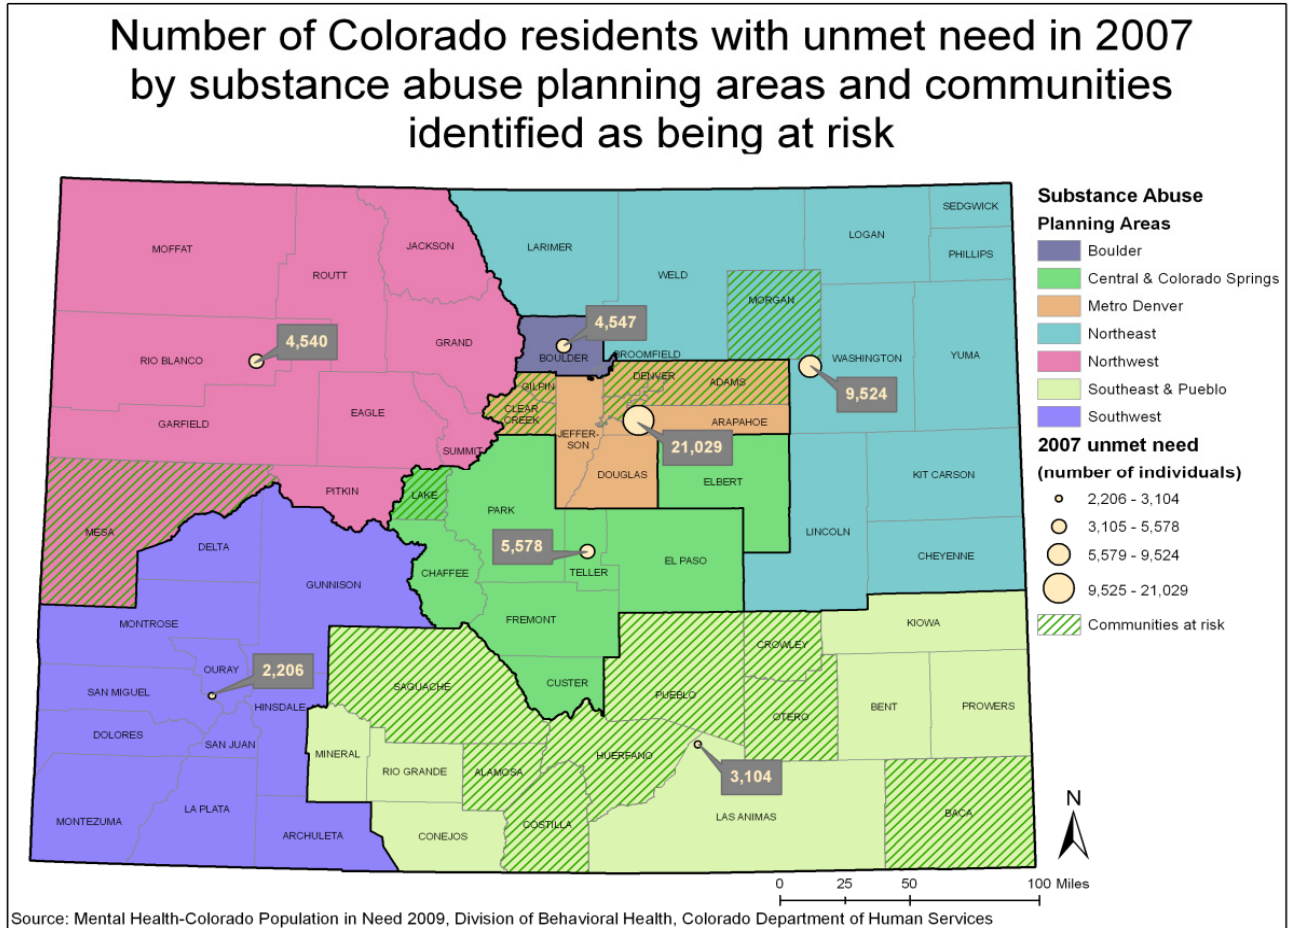 Number of Colorado residents with unmet need in 2007
by substance abuse planning areas and communities
identified as being at risk
MOFFAT
ROUTT
JACKSON
LARIMER
WELD
LOGAN
SEDGWICK
PHILLIPS
MORGAN
RIO BLANCO
4,540
GRAND
4,547
BOULDER
BROOMFIELD
WASHINGTON
YUMA
9,524
GARFIELD
EAGLE
SUMMIT
GILPIN
CLEAR
CREEK
JEFFER-
SON
DENVER
ADAMS
ARAPAHOE
21,029
DOUGLAS
ELBERT
KIT CARSON
MESA
PITKIN
LAKE
PARK
LINCOLN
CHEYENNE
DELTA
GUNNISON
CHAFFEE
5,578
TELLER
EL PASO
MONTROSE
FREMONT
KIOWA
OURAY
2,206
SAN MIGUEL
HINSDALE
SAGUACHE
CUSTER
PUEBLO
CROWLEY
OTERO
BENT
PROWERS
DOLORES
SAN JUAN
MINERAL
RIO GRANDE
ALAMOSA
HUERFANO
3,104
MONTEZUMA
LA PLATA
ARCHULETA
CONEJOS
COSTILLA
LAS ANIMAS
BACA
Substance Abuse
Planning Areas
Boulder
Central & Colorado Springs
Metro Denver
Northeast
Northwest
Southeast & Pueblo
Southwest
2007 unmet need
(number of individuals)
2,206 - 3,104
3,105 - 5,578
5,579 - 9,524
9,525 - 21,029
Communities at risk
N
0 25 50 100 Miles
Source: Mental Health-Colorado Population in Need 2009, Division of Behavioral Health, Colorado Department of Human Services